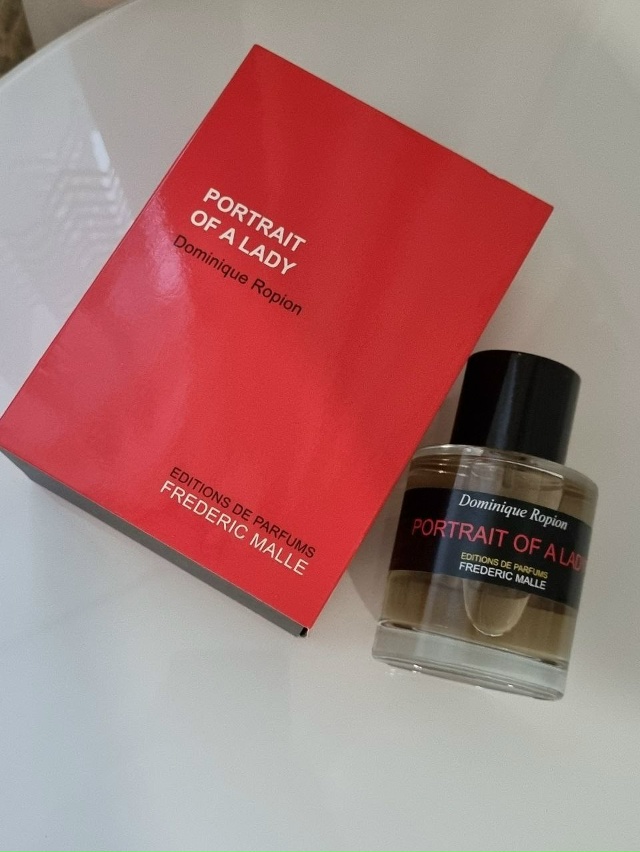 PORTRAIT
OF A LADY
Dominique Ropion
EDITIONS DE PARFUMS
FREDERIC MALLE
Dominique Ropion
PORTRAIT OF A LAD
EDITIONS DE PARFUMS
FREDERIC MALLE